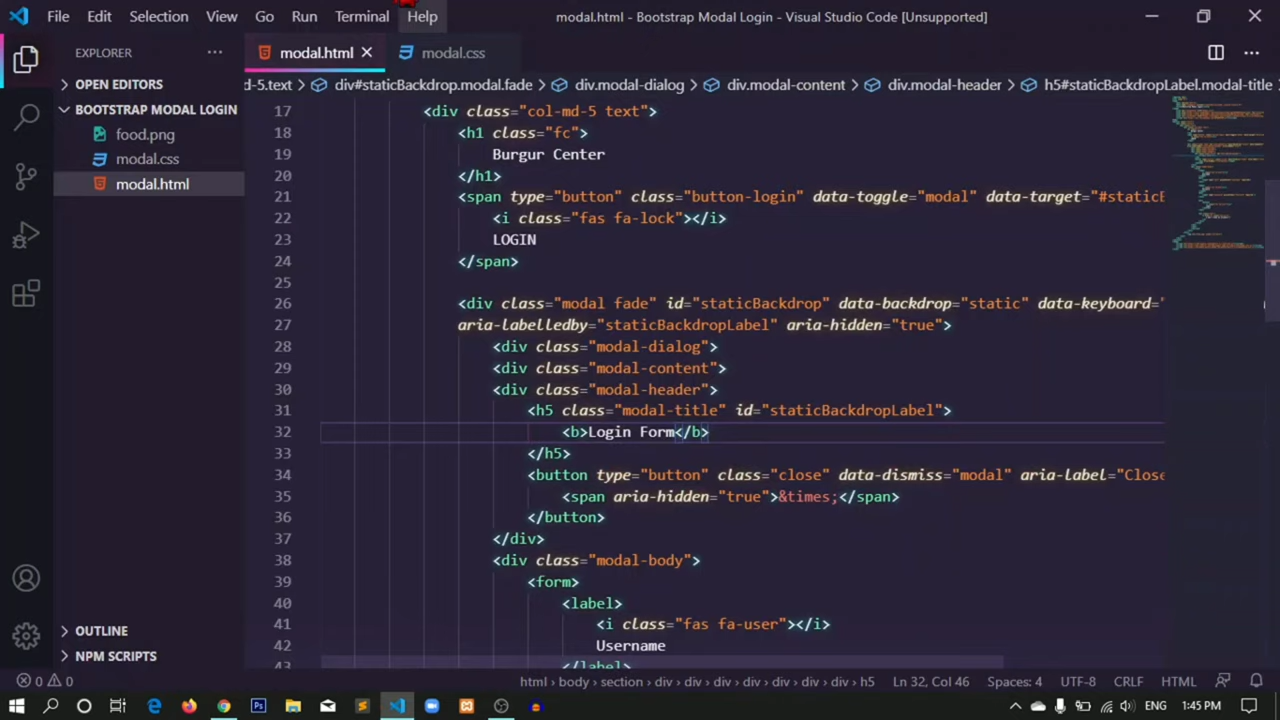 File Edit Selection View Go Run Terminal Help modal.html - Bootstrap Modal Login - Visual Studio Code [Unsupported]
EXPLORER ··· modal.html modal.css ···
d-5.text > div#staticBackdrop.modal.fade > div.modal-dialog > div.modal-content > div.modal-header > h5#staticBackdropLabel.modal-title
OPEN EDITORS
BOOTSTRAP MODAL LOGIN
food.png
modal.css
modal.html
17 <div class="col-md-5 text">
18 <h1 class="fc">
19 Burgur Center
20 </h1>
21 <span type="button" class="button-login" data-toggle="modal" data-target="#static
22 <i class="fas fa-lock"></i>
23 LOGIN
24 </span>
25
26 <div class="modal fade" id="staticBackdrop" data-backdrop="static" data-keyboard="
27 aria-labelledby="staticBackdropLabel" aria-hidden="true">
28 <div class="modal-dialog">
29 <div class="modal-content">
30 <div class="modal-header">
31 <h5 class="modal-title" id="staticBackdropLabel">
32 <b>Login Form</b>
33 </h5>
34 <button type="button" class="close" data-dismiss="modal" aria-label="Close
35 <span aria-hidden="true">&times;</span>
36 </button>
37 </div>
38 <div class="modal-body">
39 <form>
40 <label>
41 <i class="fas fa-user"></i>
42 Username
43 </label>
OUTLINE
NPM SCRIPTS
0 0 html > body > section > div > div > div > div > div > div > h5 Ln 32, Col 46 Spaces: 4 UTF-8 CRLF HTML
ENG 1:45 PM